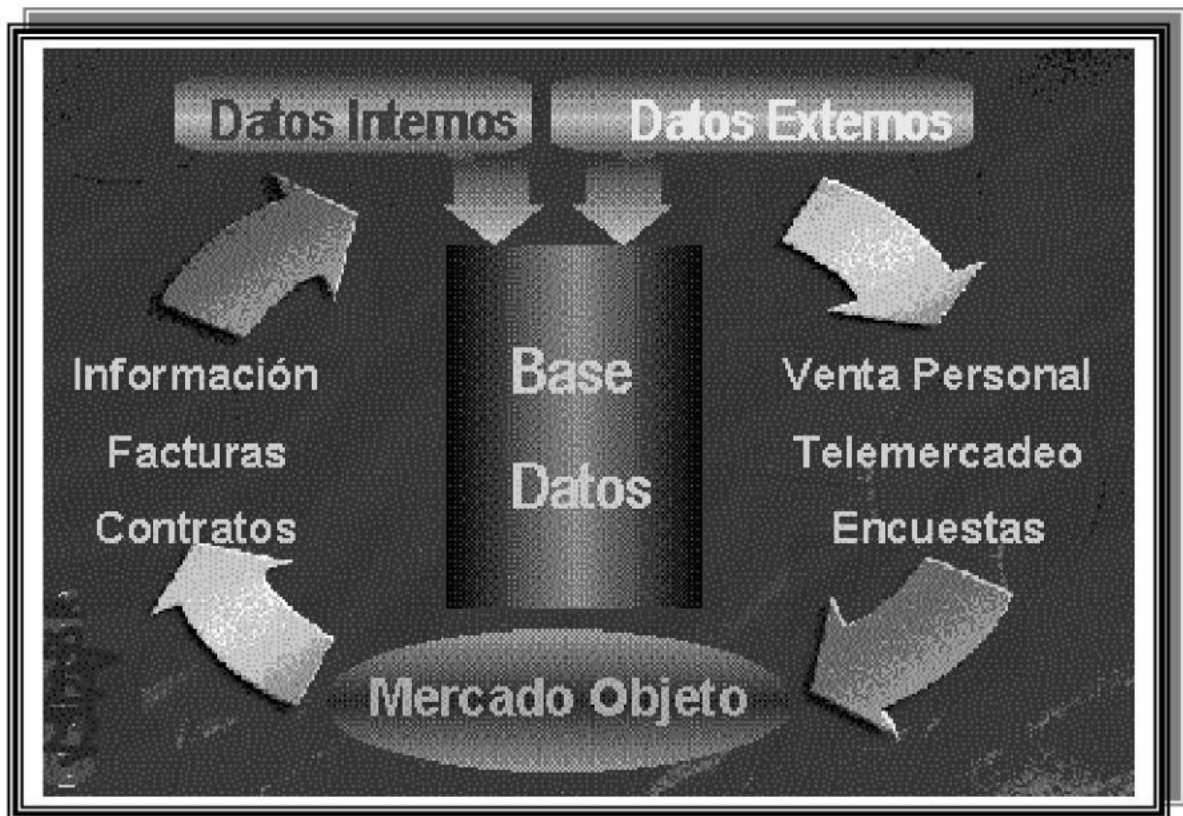 Datos Internos
Datos Externos
Información
Facturas
Contratos
Base
Datos
Venta Personal
Telemercadeo
Encuestas
Mercado Objeto